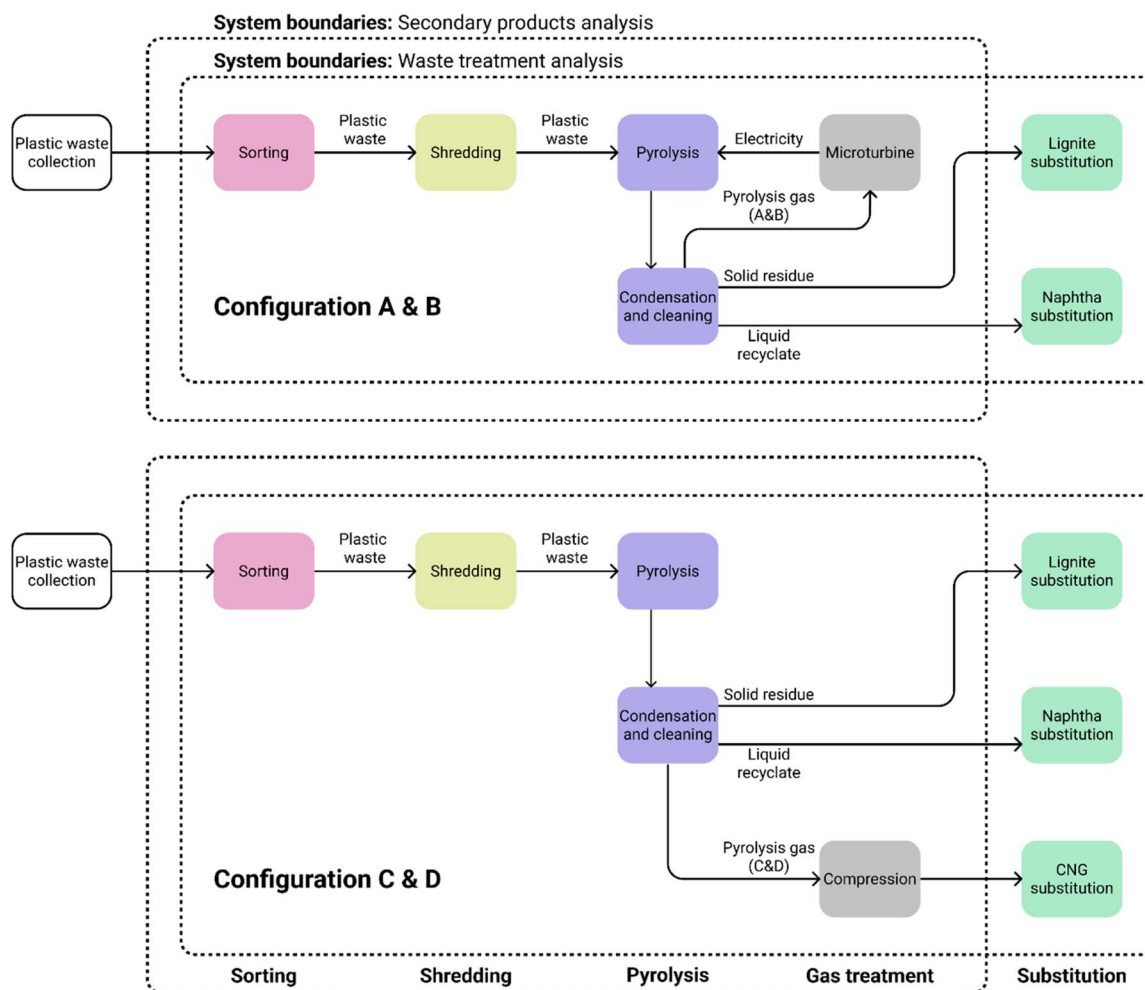 System boundaries: Secondary products analysis
System boundaries: Waste treatment analysis
Plastic waste
collection
Sorting
Plastic
waste
Shredding
Plastic
waste
Pyrolysis
Electricity
Microturbine
Lignite
substitution
Pyrolysis gas
(A&B)
Configuration A & B
Condensation
and cleaning
Solid residue
Liquid
recyclate
Naphtha
substitution
Plastic waste
collection
Sorting
Plastic
waste
Shredding
Plastic
waste
Pyrolysis
Lignite
substitution
Condensation
and cleaning
Solid residue
Liquid
recyclate
Naphtha
substitution
Configuration C & D
Pyrolysis gas
(C&D)
Compression
CNG
substitution
Sorting
Shredding
Pyrolysis
Gas treatment
Substitution